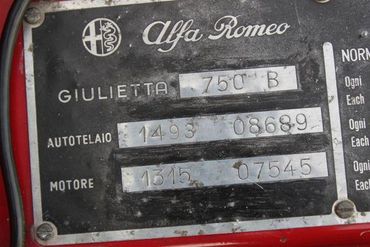 Alfa Romeo
GIULIETTA 750 B
AUTOTELAIO 1493 08689
MOTORE 1315 07545
NORM
Ogni
Each
Ogni
Each
Ogni
Each